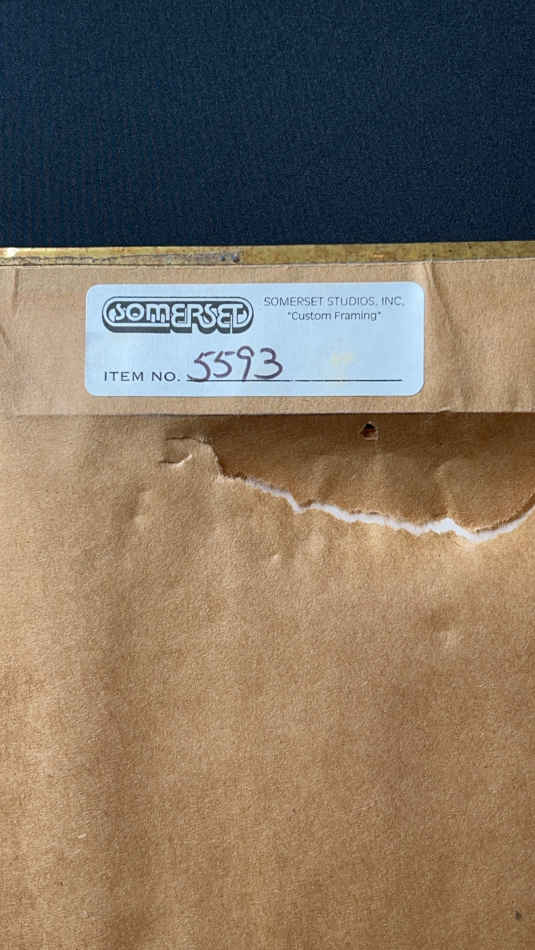 SOMERSET
SOMERSET STUDIOS, INC.
"Custom Framing"
ITEM NO. 5593